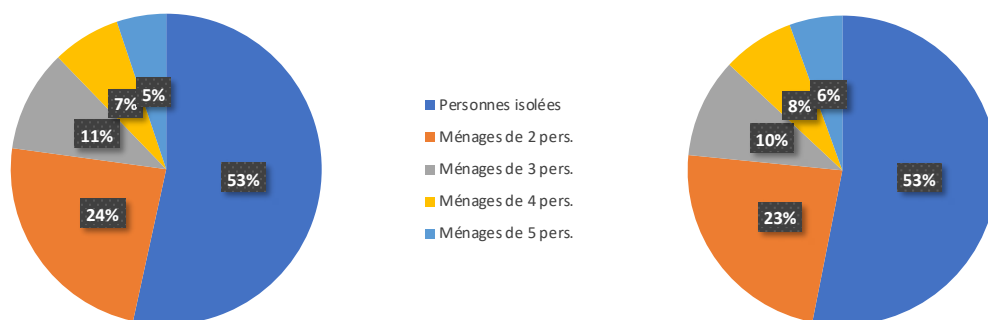 5%
7%
11%
24%
53%
Personnes isolées
Ménages de 2 pers.
Ménages de 3 pers.
Ménages de 4 pers.
Ménages de 5 pers.
6%
8%
10%
23%
53%